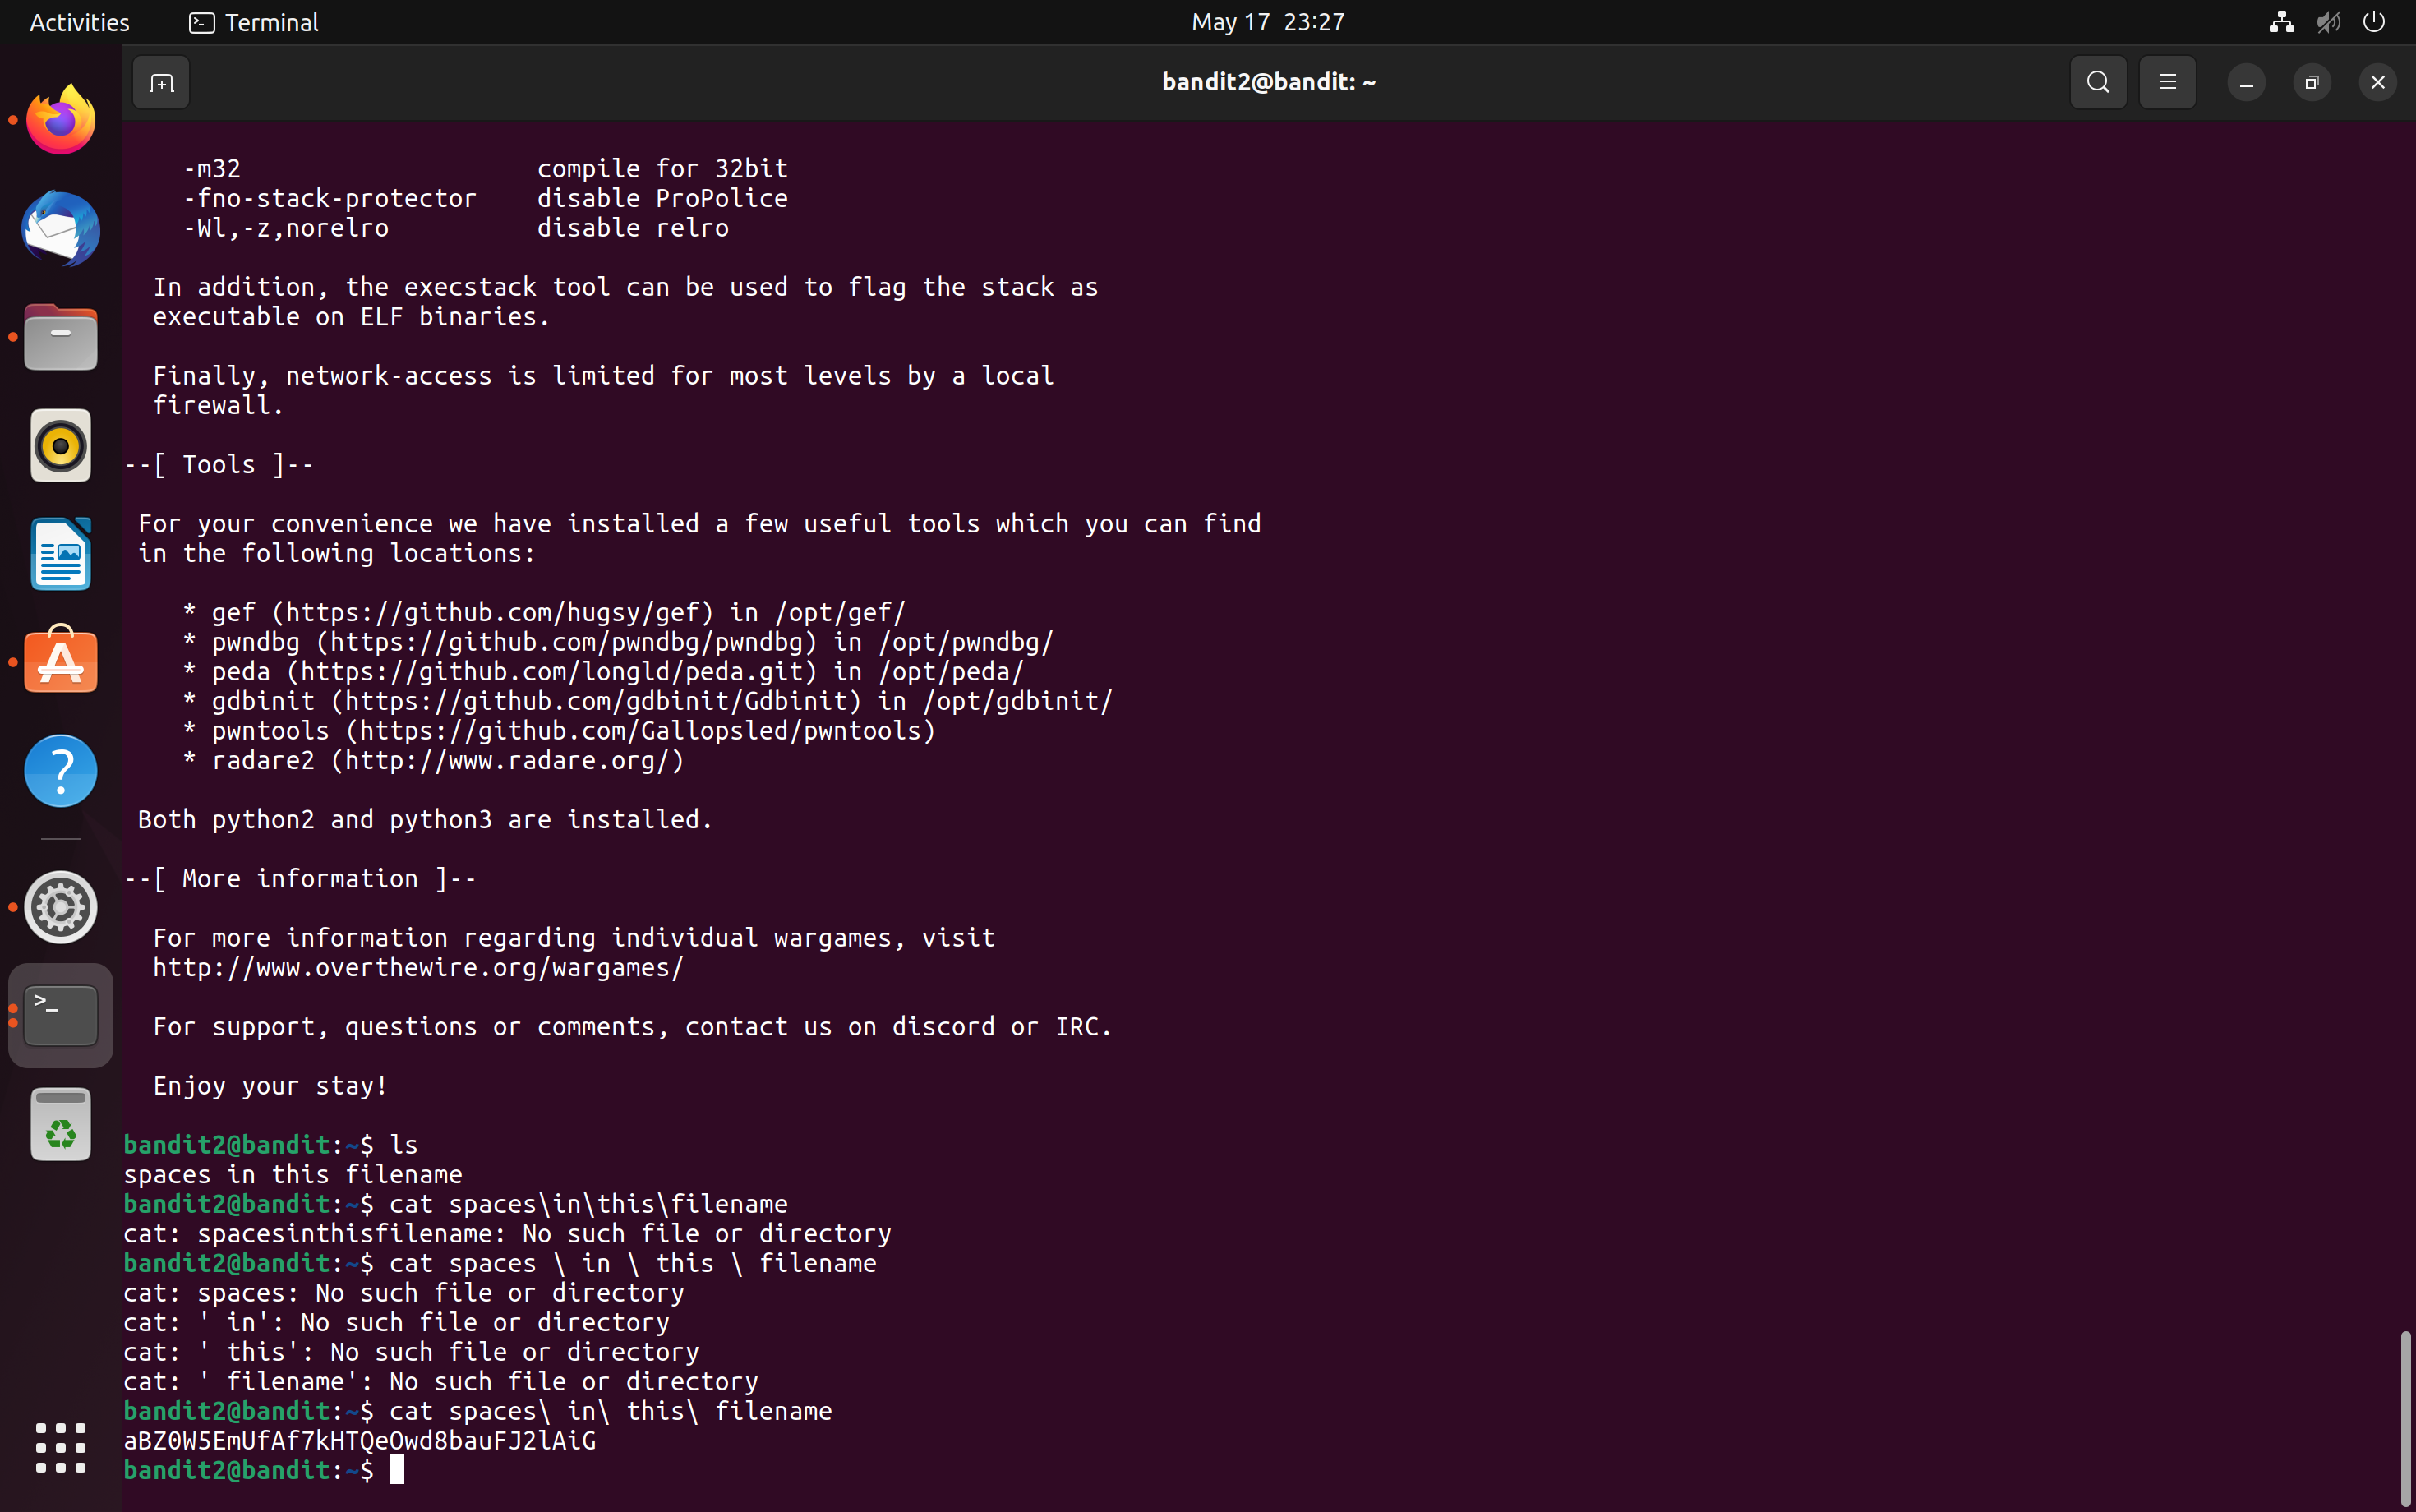 Activities Terminal May 17 23:27
bandit2@bandit: ~
-m32 compile for 32bit
-fno-stack-protector disable ProPolice
-Wl,-z,norelro disable relro
In addition, the execstack tool can be used to flag the stack as
executable on ELF binaries.
Finally, network-access is limited for most levels by a local
firewall.
--[ Tools ]--
For your convenience we have installed a few useful tools which you can find
in the following locations:
* gef (https://github.com/hugsy/gef) in /opt/gef/
* pwndbg (https://github.com/pwndbg/pwndbg) in /opt/pwndbg/
* peda (https://github.com/longld/peda.git) in /opt/peda/
* gdbinit (https://github.com/gdbinit/Gdbinit) in /opt/gdbinit/
* pwntools (https://github.com/Gallopsled/pwntools)
* radare2 (http://www.radare.org/)
Both python2 and python3 are installed.
--[ More information ]--
For more information regarding individual wargames, visit
http://www.overthewire.org/wargames/
For support, questions or comments, contact us on discord or IRC.
Enjoy your stay!
bandit2@bandit:~$ ls
spaces in this filename
bandit2@bandit:~$ cat spaces\in\this\filename
cat: spacesinthisfilename: No such file or directory
bandit2@bandit:~$ cat spaces \ in \ this \ filename
cat: spaces: No such file or directory
cat: ' in': No such file or directory
cat: ' this': No such file or directory
cat: ' filename': No such file or directory
bandit2@bandit:~$ cat spaces\ in\ this\ filename
aBZ0W5EmUfAf7kHTQeOwd8bauFJ2lAiG
bandit2@bandit:~$